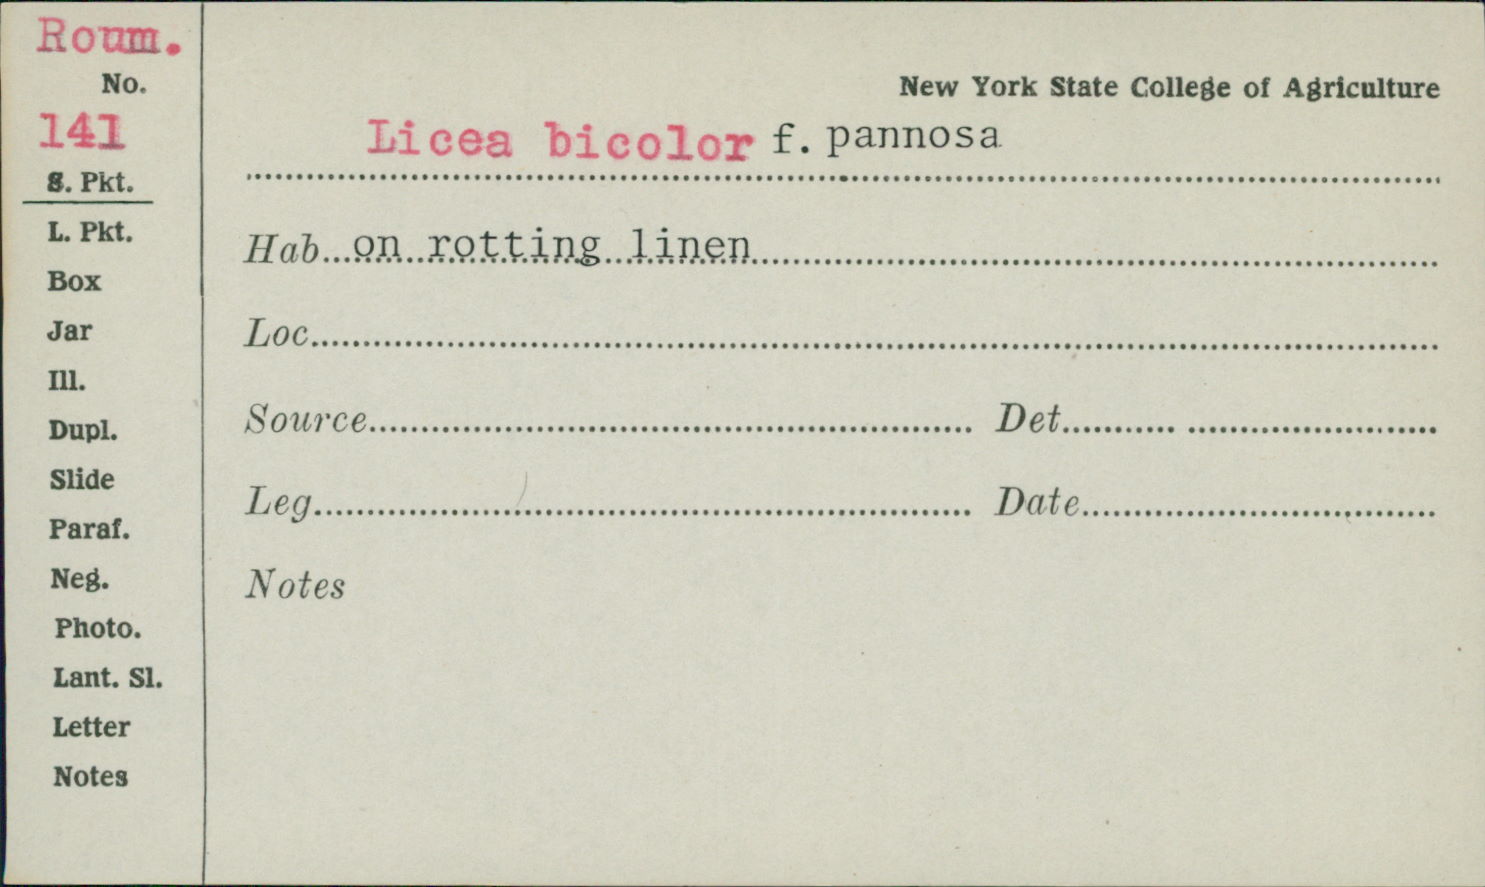 Roum.
No.
141
S. Pkt.
L. Pkt.
Box
Jar
Ill.
Dupl.
Slide
Paraf.
Neg.
Photo.
Lant. Sl.
Letter
Notes
New York State College of Agriculture
Licea bicolor f. pannosa
Hab...on rotting linen
Loc.
Source Det.
Leg. Date
Notes